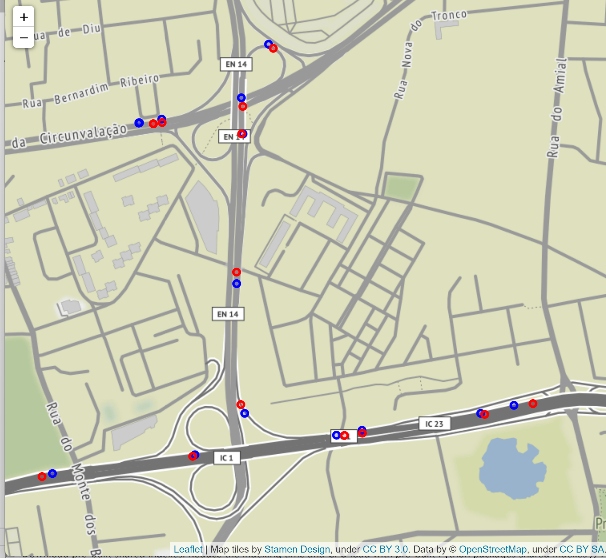 +
−
Rua de Diu
EN 14
Rua Nova do Tronco
Rua Bernardim Ribeiro
Rua do Amial
da Circunvalação
EN 14
EN 14
Rua do Monte dos B
IC 23
IC 1
Leaflet | Map tiles by Stamen Design, under CC BY 3.0. Data by © OpenStreetMap, under CC BY SA